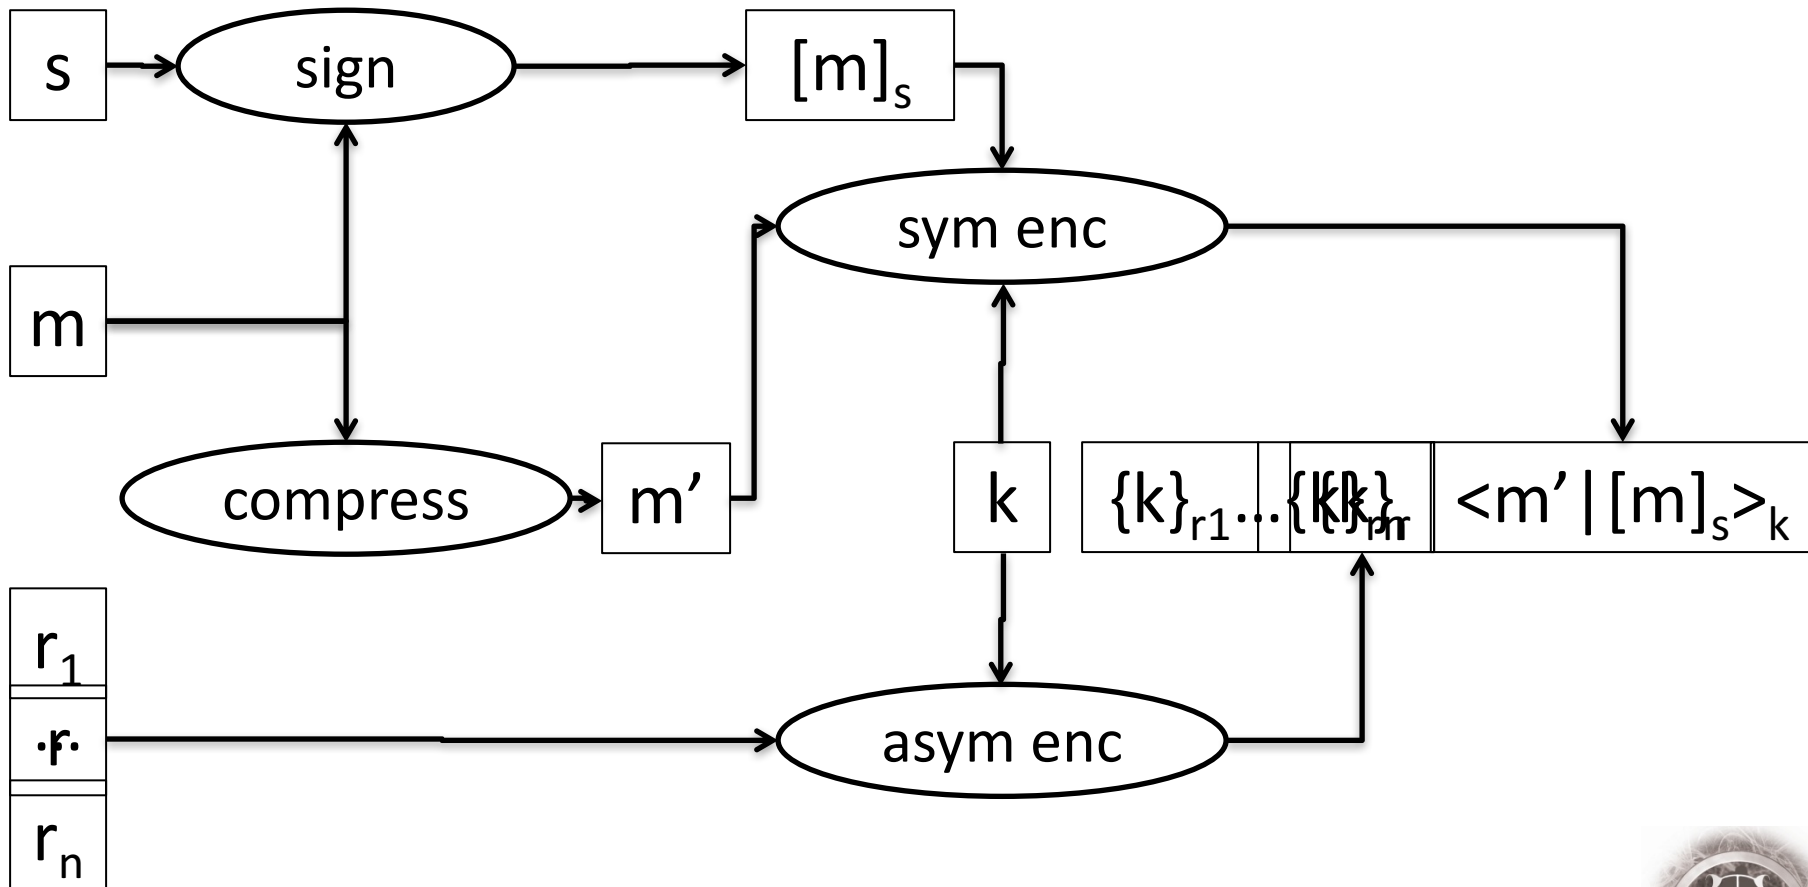 s
sign
[m]s
sym enc
m
compress
m’
k
{k}r1
...
<m’|[m]s>k
r1
asym enc
rn